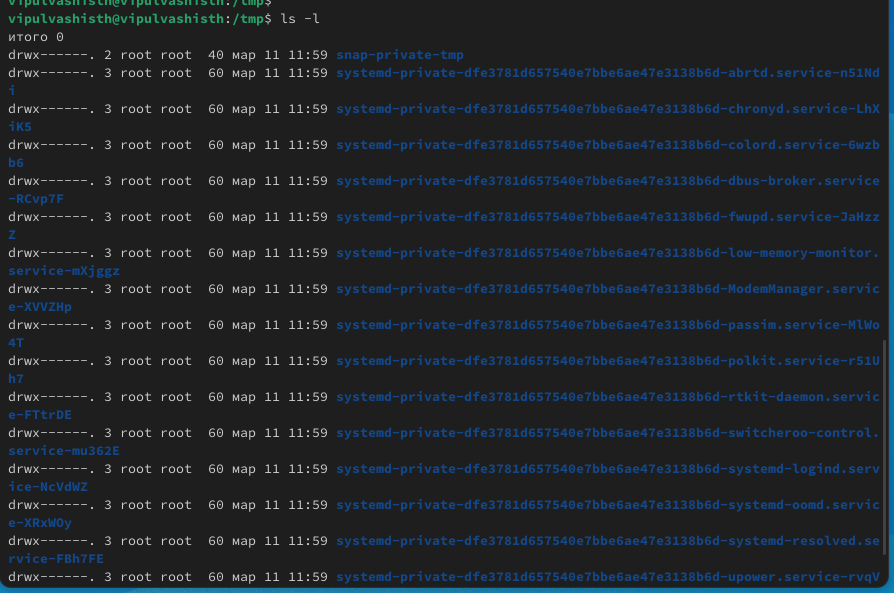 vipulvashisth@vipulvashisth:/tmp$
vipulvashisth@vipulvashisth:/tmp$ ls -l
итого 0
drwx------. 2 root root  40 мар 11 11:59 snap-private-tmp
drwx------. 3 root root  60 мар 11 11:59 systemd-private-dfe3781d657540e7bbe6ae47e3138b6d-abrtd.service-n51Nd
i
drwx------. 3 root root  60 мар 11 11:59 systemd-private-dfe3781d657540e7bbe6ae47e3138b6d-chronyd.service-LhX
iK5
drwx------. 3 root root  60 мар 11 11:59 systemd-private-dfe3781d657540e7bbe6ae47e3138b6d-colord.service-6wzb
b6
drwx------. 3 root root  60 мар 11 11:59 systemd-private-dfe3781d657540e7bbe6ae47e3138b6d-dbus-broker.service
-RCvp7F
drwx------. 3 root root  60 мар 11 11:59 systemd-private-dfe3781d657540e7bbe6ae47e3138b6d-fwupd.service-JaHzz
Z
drwx------. 3 root root  60 мар 11 11:59 systemd-private-dfe3781d657540e7bbe6ae47e3138b6d-low-memory-monitor.
service-mXjggz
drwx------. 3 root root  60 мар 11 11:59 systemd-private-dfe3781d657540e7bbe6ae47e3138b6d-ModemManager.servic
e-XVVZHp
drwx------. 3 root root  60 мар 11 11:59 systemd-private-dfe3781d657540e7bbe6ae47e3138b6d-passim.service-MlWo
4T
drwx------. 3 root root  60 мар 11 11:59 systemd-private-dfe3781d657540e7bbe6ae47e3138b6d-polkit.service-r51U
h7
drwx------. 3 root root  60 мар 11 11:59 systemd-private-dfe3781d657540e7bbe6ae47e3138b6d-rtkit-daemon.servic
e-FTtrDE
drwx------. 3 root root  60 мар 11 11:59 systemd-private-dfe3781d657540e7bbe6ae47e3138b6d-switcheroo-control.
service-mu362E
drwx------. 3 root root  60 мар 11 11:59 systemd-private-dfe3781d657540e7bbe6ae47e3138b6d-systemd-logind.serv
ice-NcVdWZ
drwx------. 3 root root  60 мар 11 11:59 systemd-private-dfe3781d657540e7bbe6ae47e3138b6d-systemd-oomd.servic
e-XRxWOy
drwx------. 3 root root  60 мар 11 11:59 systemd-private-dfe3781d657540e7bbe6ae47e3138b6d-systemd-resolved.se
rvice-FBh7FE
drwx------. 3 root root  60 мар 11 11:59 systemd-private-dfe3781d657540e7bbe6ae47e3138b6d-upower.service-rvqV